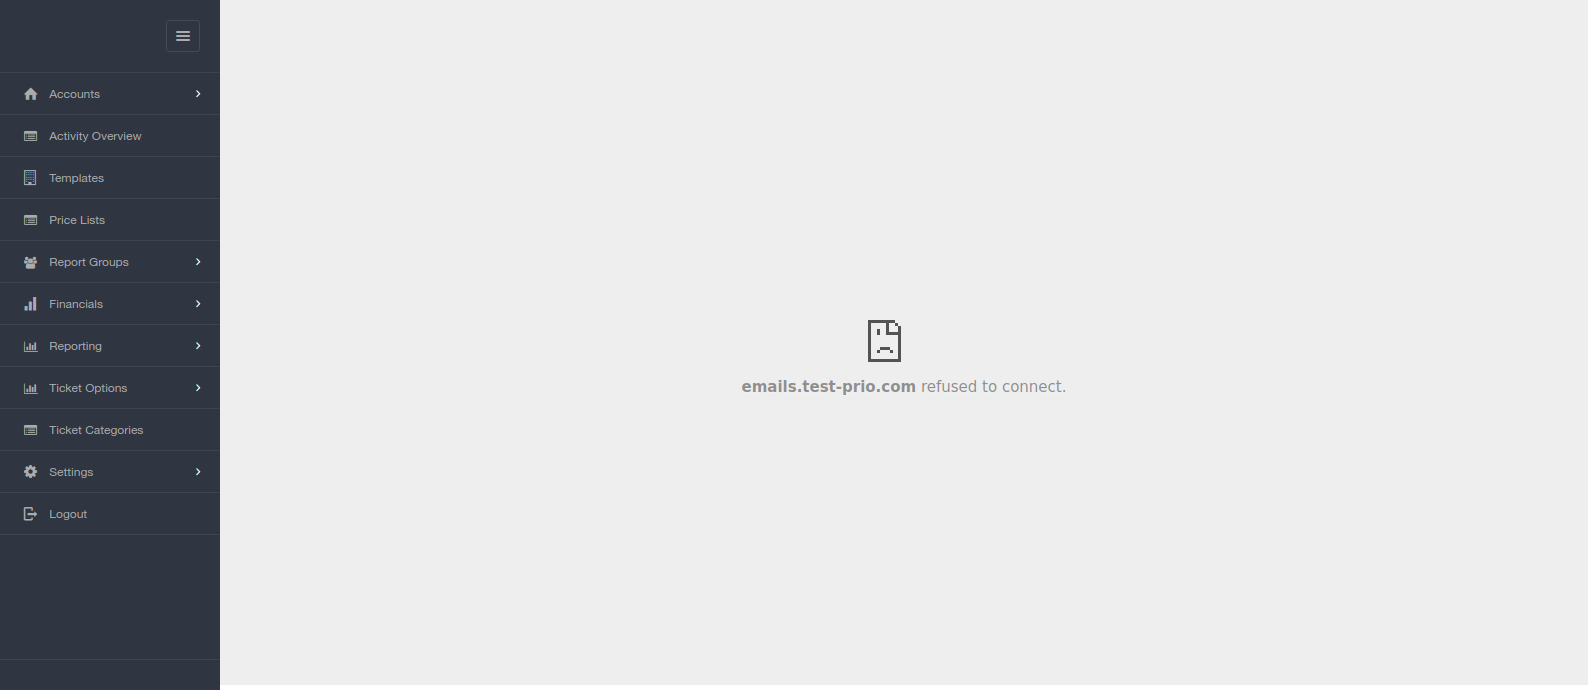 Accounts
Activity Overview
Templates
Price Lists
Report Groups
Financials
Reporting
Ticket Options
Ticket Categories
Settings
Logout
emails.test-prio.com refused to connect.